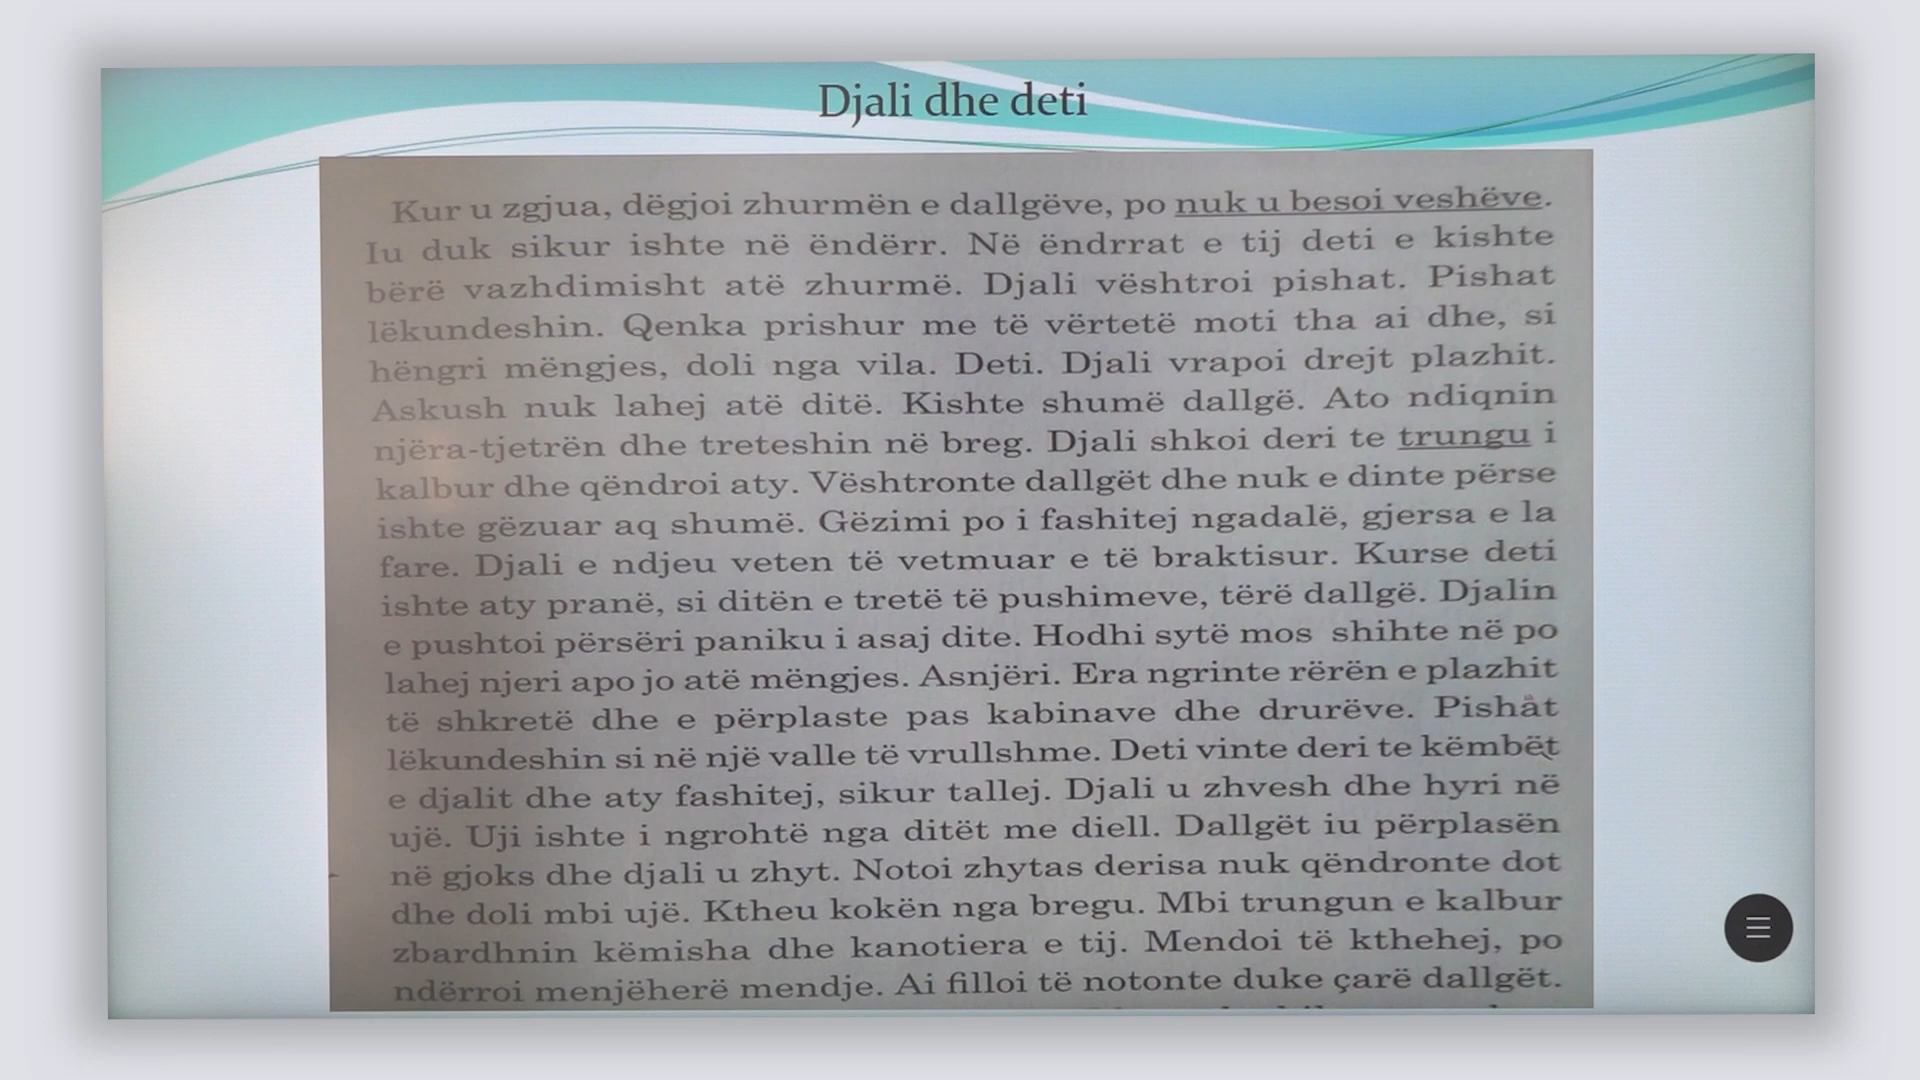 Djali dhe deti
Kur u zgjua, dëgjoi zhurmën e dallgëve, po nuk u besoi veshëve.
Iu duk sikur ishte në ëndërr. Në ëndrrat e tij deti e kishte
bërë vazhdimisht atë zhurmë. Djali vështroi pishat. Pishat
lëkundeshin. Qenka prishur me të vërtetë moti tha ai dhe, si
hëngri mëngjes, doli nga vila. Deti. Djali vrapoi drejt plazhit.
Askush nuk lahej atë ditë. Kishte shumë dallgë. Ato ndiqnin
njëra-tjetrën dhe treteshin në breg. Djali shkoi deri te trungu i
kalbur dhe qëndroi aty. Vështronte dallgët dhe nuk e dinte përse
ishte gëzuar aq shumë. Gëzimi po i fashitej ngadalë, gjersa e la
fare. Djali e ndjeu veten të vetmuar e të braktisur. Kurse deti
ishte aty pranë, si ditën e tretë të pushimeve, tërë dallgë. Djalin
e pushtoi përsëri paniku i asaj dite. Hodhi sytë mos shihte në po
lahej njeri apo jo atë mëngjes. Asnjëri. Era ngrinte rërën e plazhit
të shkretë dhe e përplaste pas kabinave dhe drurëve. Pishat
lëkundeshin si në një valle të vrullshme. Deti vinte deri te këmbët
e djalit dhe aty fashitej, sikur tallej. Djali u zhvesh dhe hyri në
ujë. Uji ishte i ngrohtë nga ditët me diell. Dallgët iu përplasën
në gjoks dhe djali u zhyt. Notoi zhytas derisa nuk qëndronte dot
dhe doli mbi ujë. Ktheu kokën nga bregu. Mbi trungun e kalbur
zbardhnin këmisha dhe kanotiera e tij. Mendoi të kthehej, po
ndërroi menjëherë mendje. Ai filloi të notonte duke çarë dallgët.